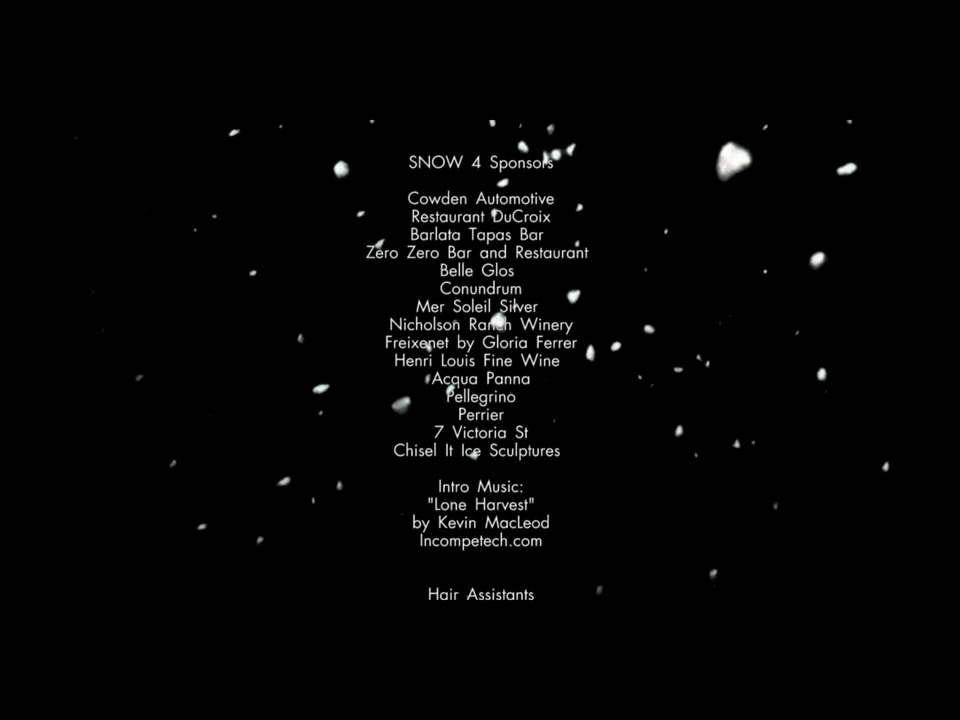 SNOW 4 Sponsors
Cowden Automotive
Restaurant DuCroix
Barlata Tapas Bar
Zero Zero Bar and Restaurant
Belle Glos
Conundrum
Mer Soleil Silver
Nicholson Ranch Winery
Freixenet by Gloria Ferrer
Henri Louis Fine Wine
Acqua Panna
Pellegrino
Perrier
7 Victoria St
Chisel It Ice Sculptures
Intro Music:
"Lone Harvest"
by Kevin MacLeod
Incompetech.com
Hair Assistants